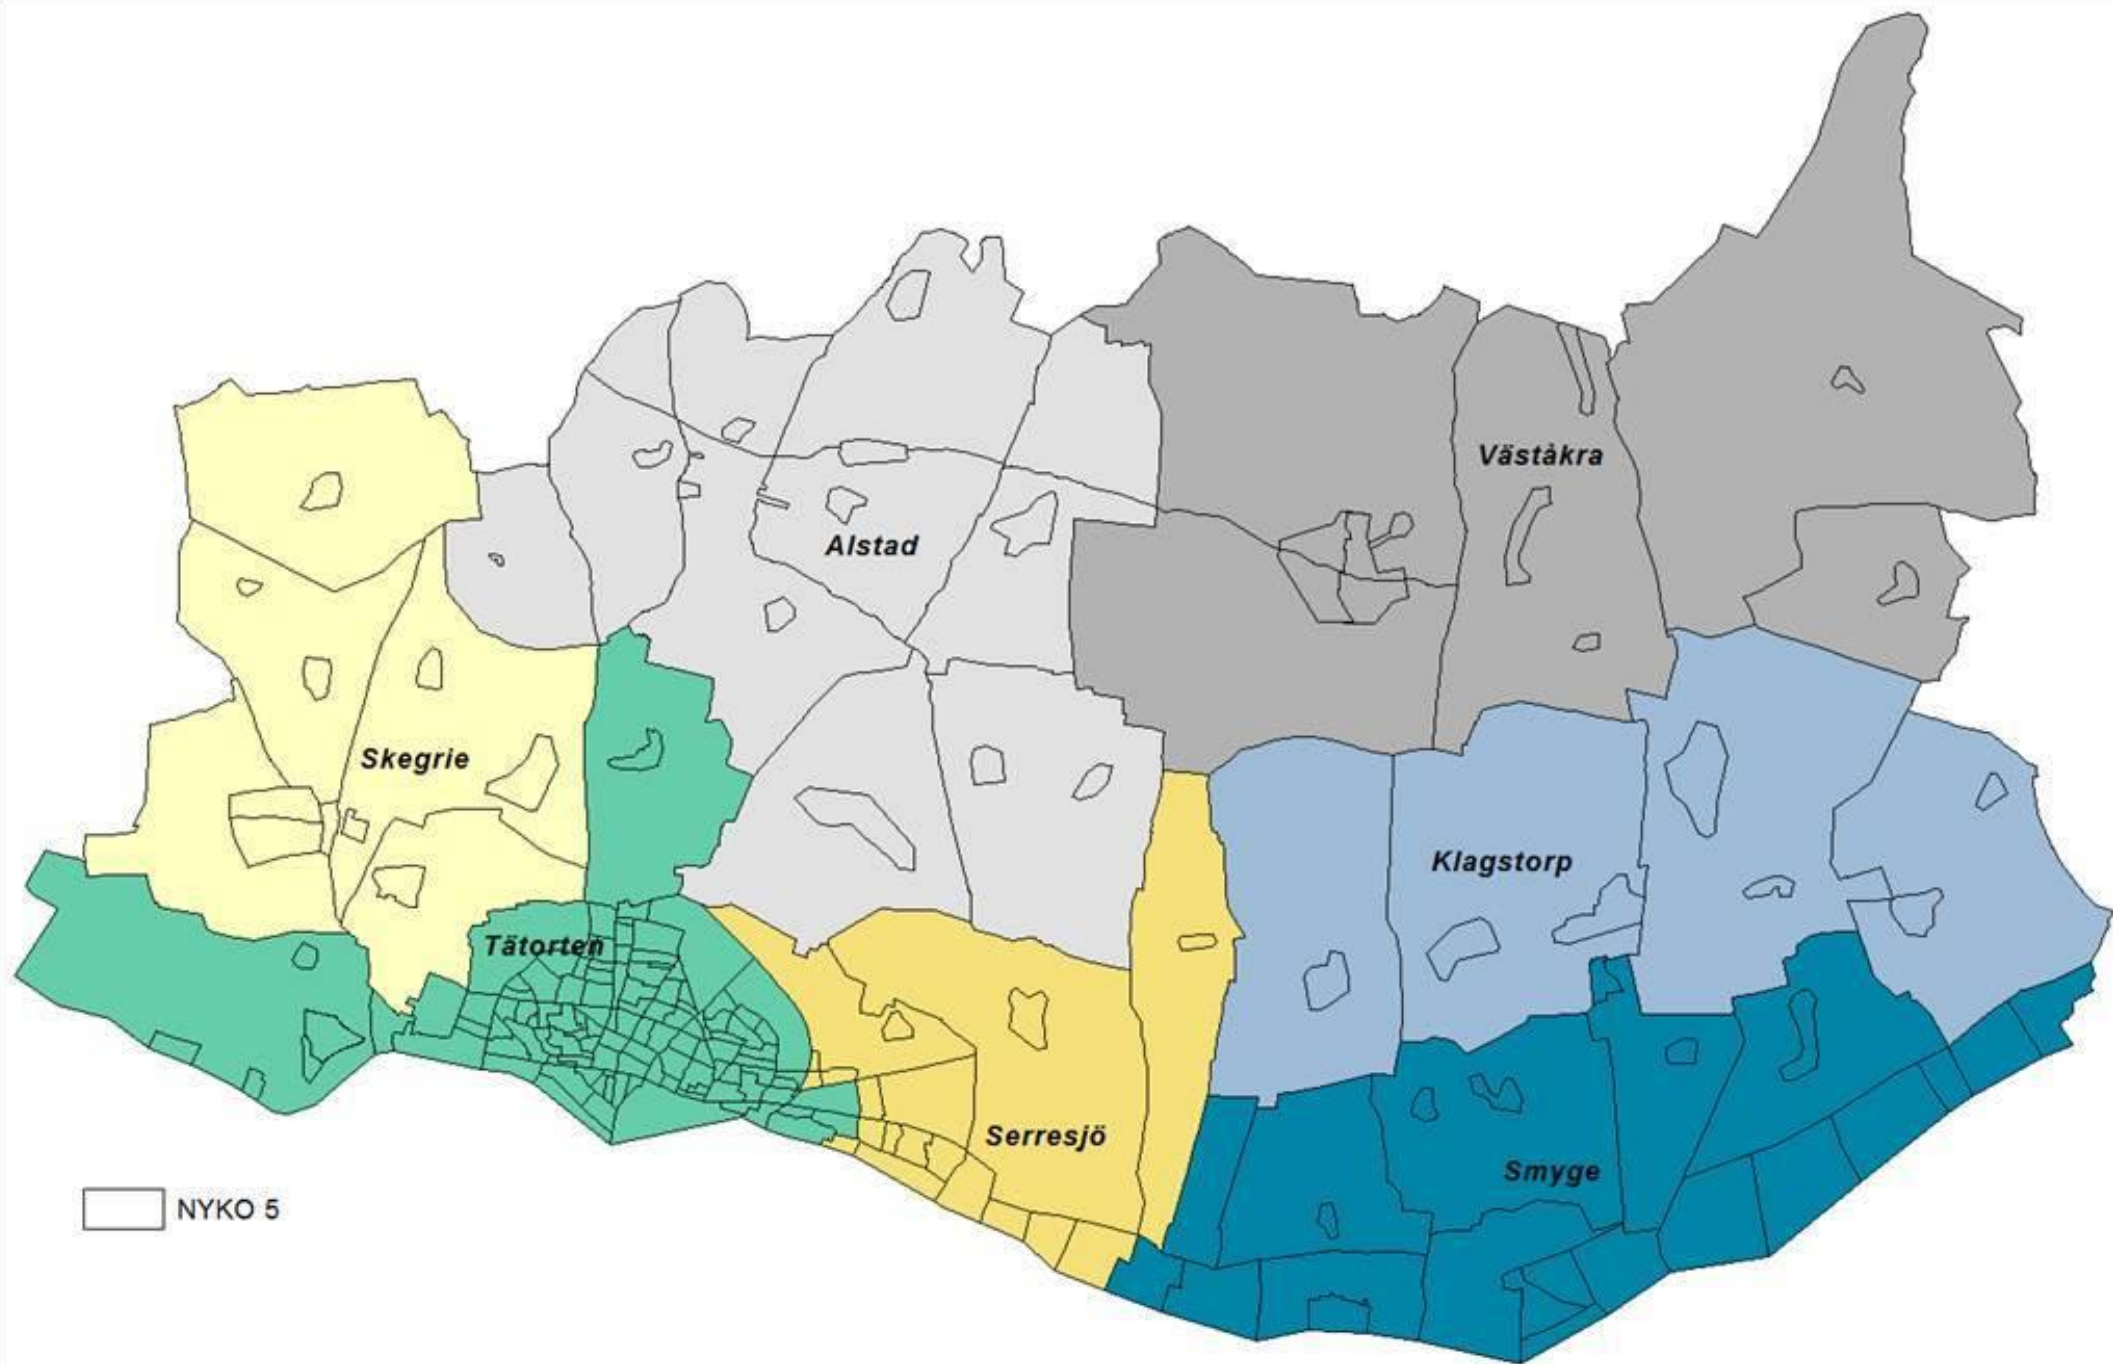 Väståkra
Alstad
Skegrie
Klagstorp
Tätorten
Serresjö
Smyge
NYKO 5